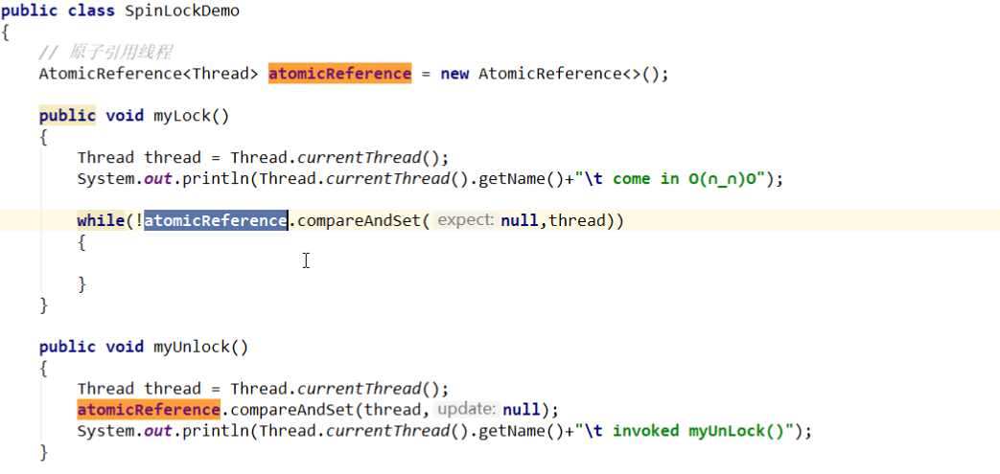 public class SpinLockDemo
{
// 原子引用线程
AtomicReference<Thread> atomicReference = new AtomicReference<>();
public void myLock()
{
Thread thread = Thread.currentThread();
System.out.println(Thread.currentThread().getName()+"\t come in O(∩_∩)O");
while(!atomicReference.compareAndSet( expect: null,thread))
{
}
}
public void myUnlock()
{
Thread thread = Thread.currentThread();
atomicReference.compareAndSet(thread, update: null);
System.out.println(Thread.currentThread().getName()+"\t invoked myUnLock()");
}